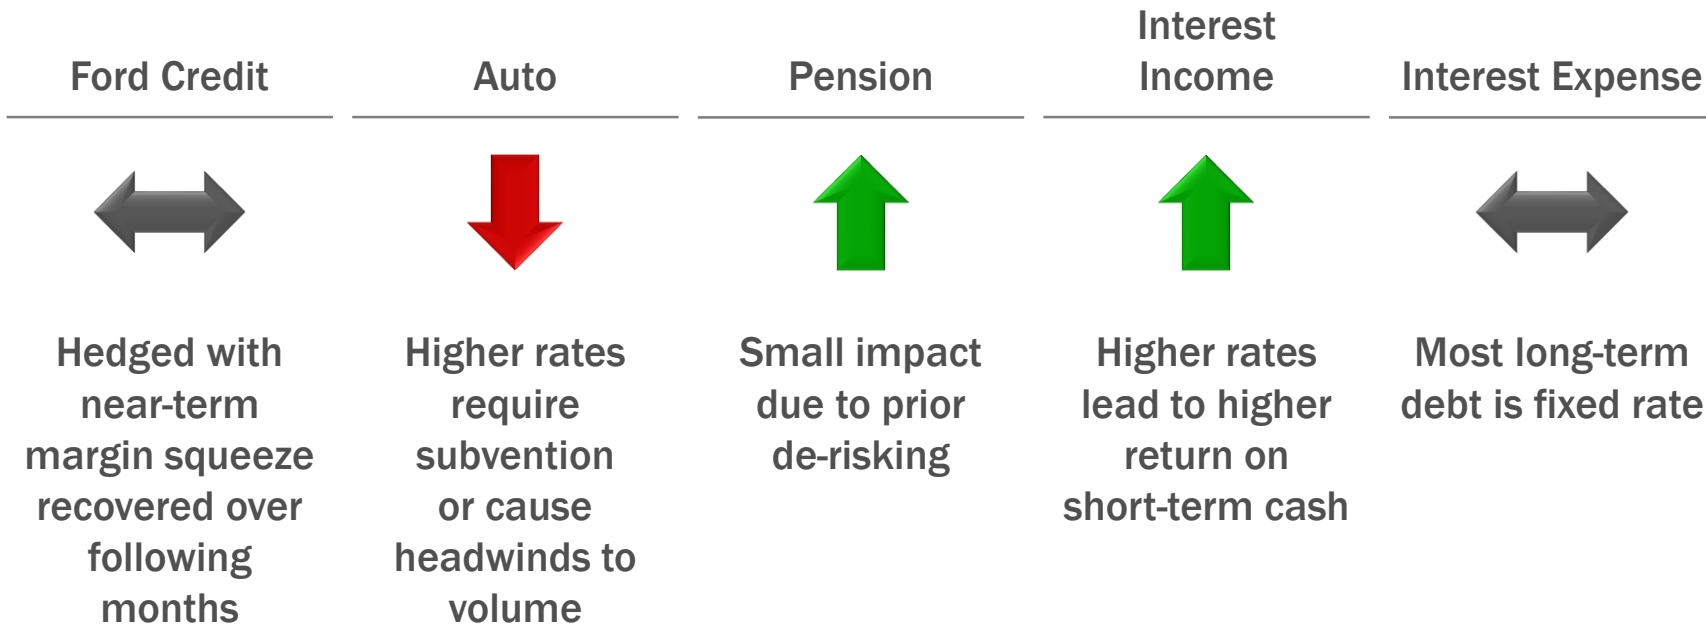 Ford Credit
Auto
Pension
Interest
Income
Interest Expense
Hedged with
near-term
margin squeeze
recovered over
following
months
Higher rates
require
subvention
or cause
headwinds to
volume
Small impact
due to prior
de-risking
Higher rates
lead to higher
return on
short-term cash
Most long-term
debt is fixed rate